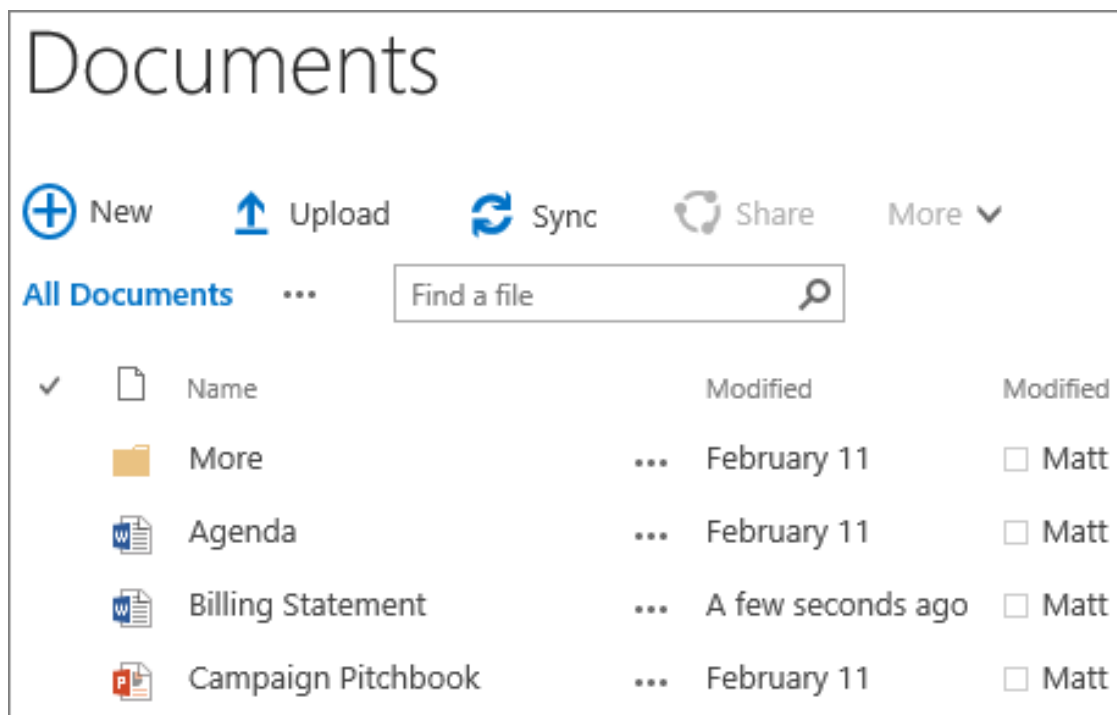 Documents
New Upload Sync Share More
All Documents ... Find a file
Name Modified Modified
More ... February 11 Matt
Agenda ... February 11 Matt
Billing Statement ... A few seconds ago Matt
Campaign Pitchbook ... February 11 Matt